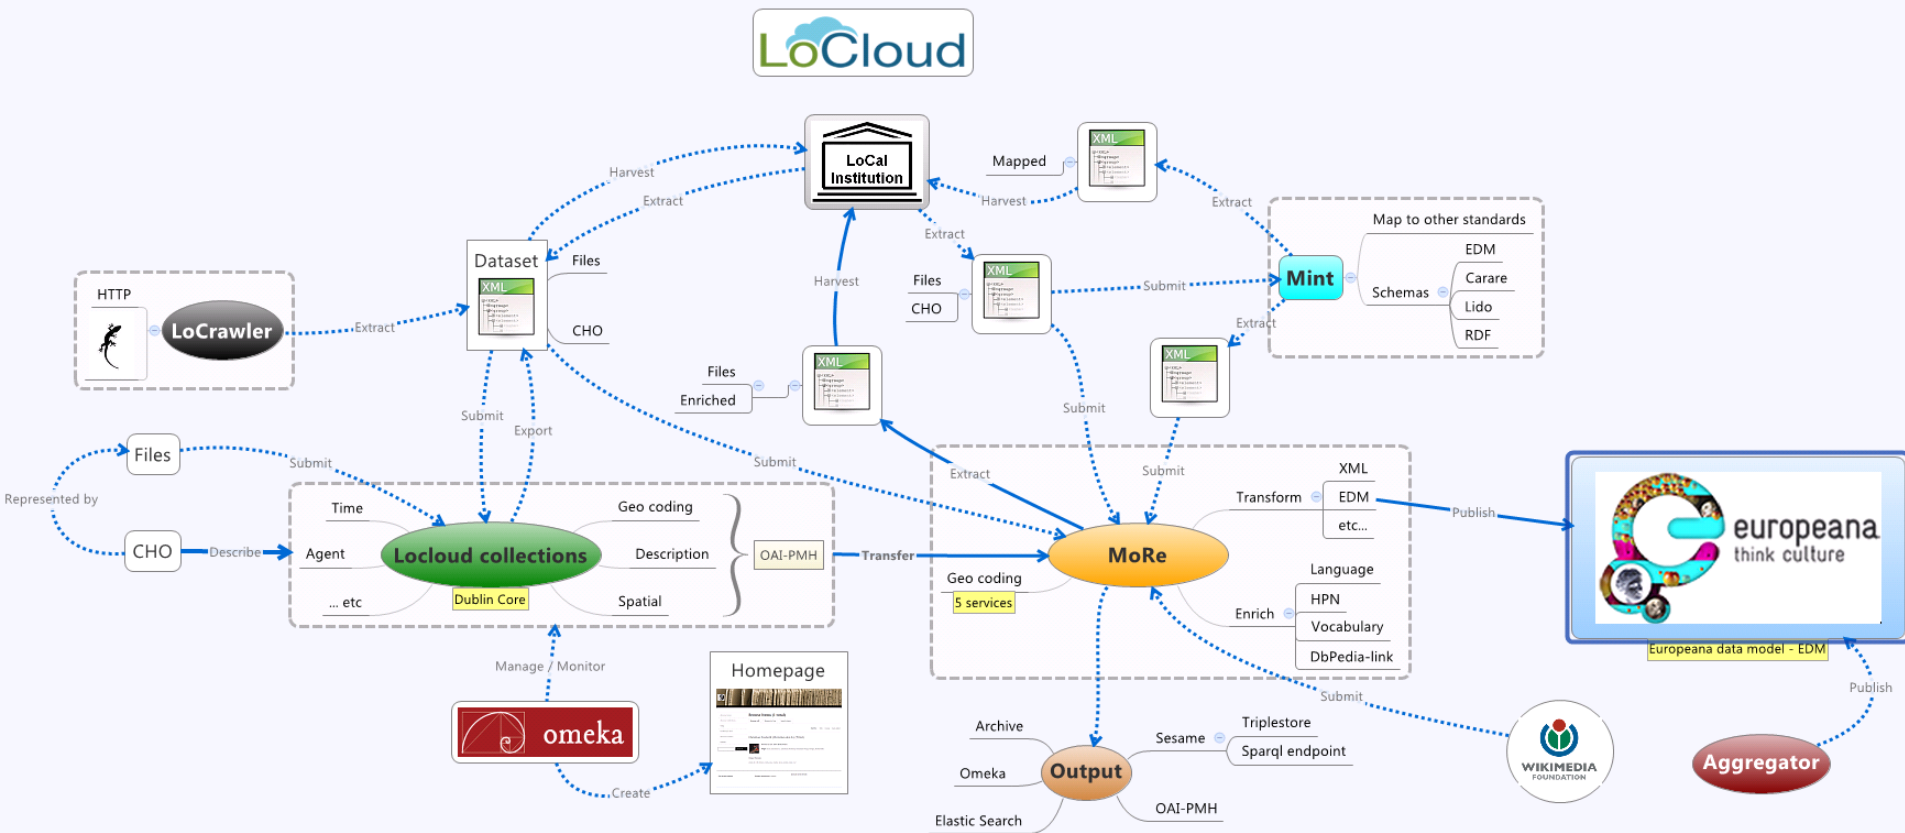 LoCloud
LoCal
Institution
XML
Mapped
Harvest
Extract
Harvest
Extract
Extract
Map to other standards
EDM
Carare
Lido
RDF
Schemas
Mint
Dataset
XML
Files
CHO
HTTP
LoCrawler
Extract
Harvest
Files
CHO
XML
Submit
Extract
XML
Files
Enriched
XML
Submit
Export
Submit
Submit
Submit
Extract
Files
Submit
Represented by
CHO
Describe
Time
Agent
... etc
Locloud collections
Dublin Core
Geo coding
Description
Spatial
OAI-PMH
Transfer
MoRe
Geo coding
5 services
Transform
XML
EDM
etc...
Enrich
Language
HPN
Vocabulary
DbPedia-link
Publish
europeana
think culture
Europeana data model - EDM
Publish
Aggregator
Submit
WIKIMEDIA
FOUNDATION
Manage / Monitor
omeka
Create
Homepage
Archive
Omeka
Elastic Search
Output
Sesame
Triplestore
Sparql endpoint
OAI-PMH